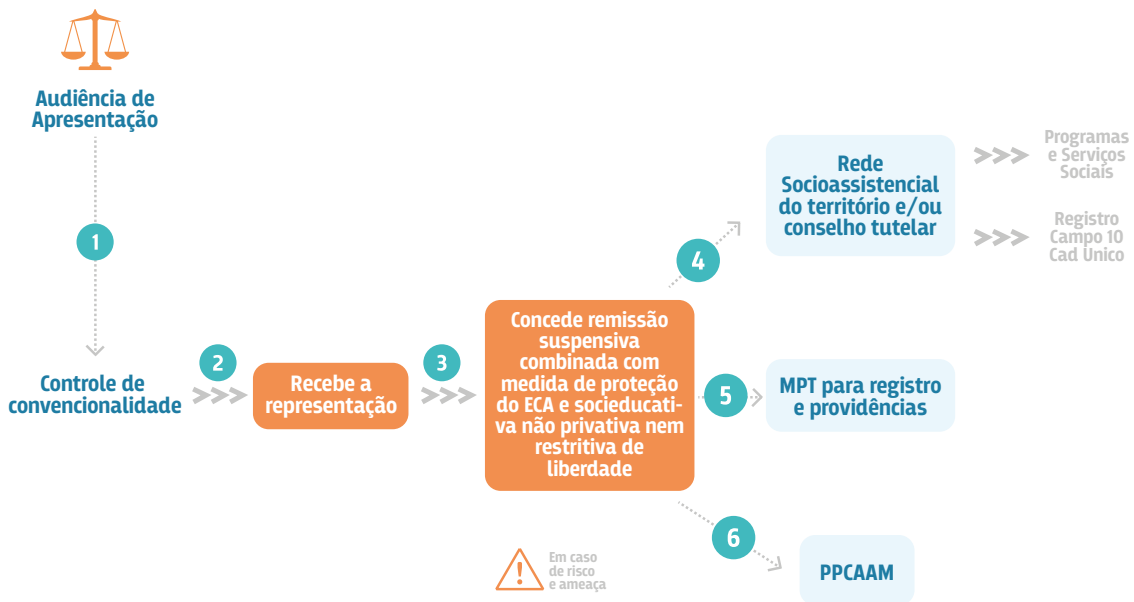 Audiência de
Apresentação
1
Controle de
convencionalidade
2
Recebe a
representação
3
Concede remissão
suspensiva
combinada com
medida de proteção
do ECA e socieducati-
va não privativa nem
restritiva de
liberdade
4
Rede
Socioassistencial
do território e/ou
conselho tutelar
Programas
e Serviços
Sociais
Registro
Campo 10
Cad Unico
5
MPT para registro
e providências
6
PPCAAM
Em caso
de risco
e ameaça